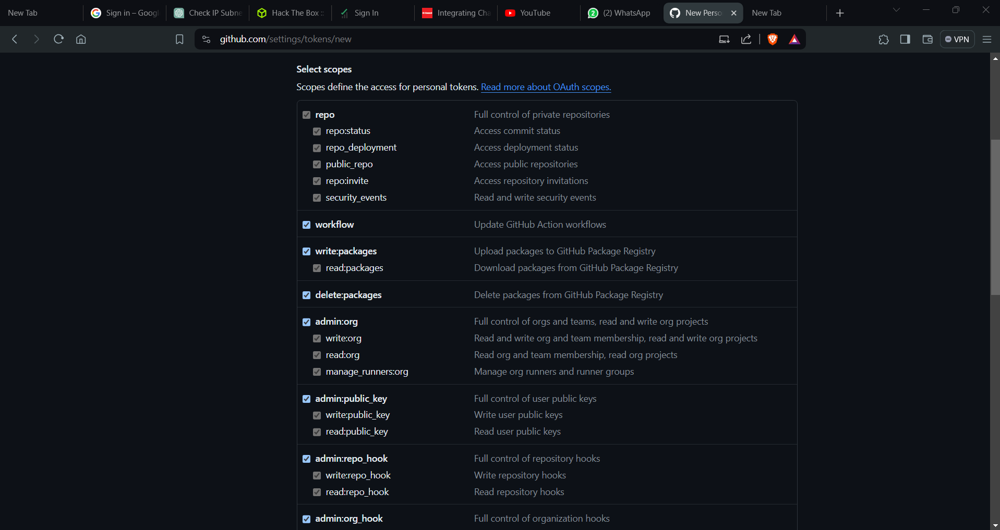 New Tab
Sign in – Googl
Check IP Subne
Hack The Box ::
Sign In
Integrating Cha
YouTube
(2) WhatsApp
New Perso
New Tab
github.com/settings/tokens/new
VPN
Select scopes
Scopes define the access for personal tokens. Read more about OAuth scopes.
repo Full control of private repositories
repo:status Access commit status
repo_deployment Access deployment status
public_repo Access public repositories
repo:invite Access repository invitations
security_events Read and write security events
workflow Update GitHub Action workflows
write:packages Upload packages to GitHub Package Registry
read:packages Download packages from GitHub Package Registry
delete:packages Delete packages from GitHub Package Registry
admin:org Full control of orgs and teams, read and write org projects
write:org Read and write org and team membership, read and write org projects
read:org Read org and team membership, read org projects
manage_runners:org Manage org runners and runner groups
admin:public_key Full control of user public keys
write:public_key Write user public keys
read:public_key Read user public keys
admin:repo_hook Full control of repository hooks
write:repo_hook Write repository hooks
read:repo_hook Read repository hooks
admin:org_hook Full control of organization hooks